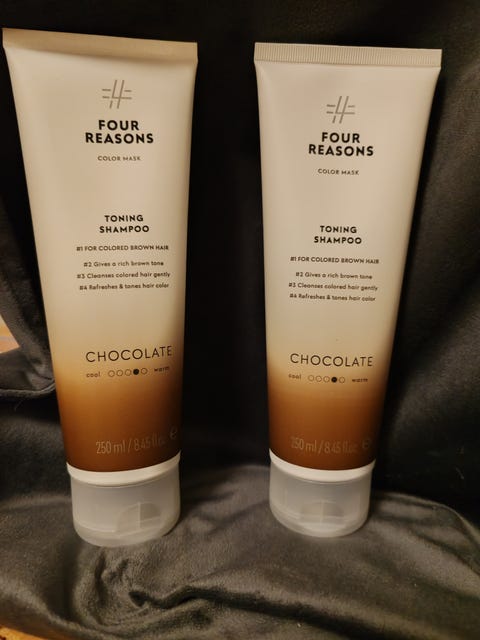 #4
FOUR
REASONS
COLOR MASK
TONING
SHAMPOO
#1 FOR COLORED BROWN HAIR
#2 Gives a rich brown tone
#3 Cleanses colored hair gently
#4 Refreshes & tones hair color
CHOCOLATE
cool warm
250 ml / 8.45 fl.oz. ℮
#4
FOUR
REASONS
COLOR MASK
TONING
SHAMPOO
#1 FOR COLORED BROWN HAIR
#2 Gives a rich brown tone
#3 Cleanses colored hair gently
#4 Refreshes & tones hair color
CHOCOLATE
cool warm
250 ml / 8.45 fl.oz. ℮